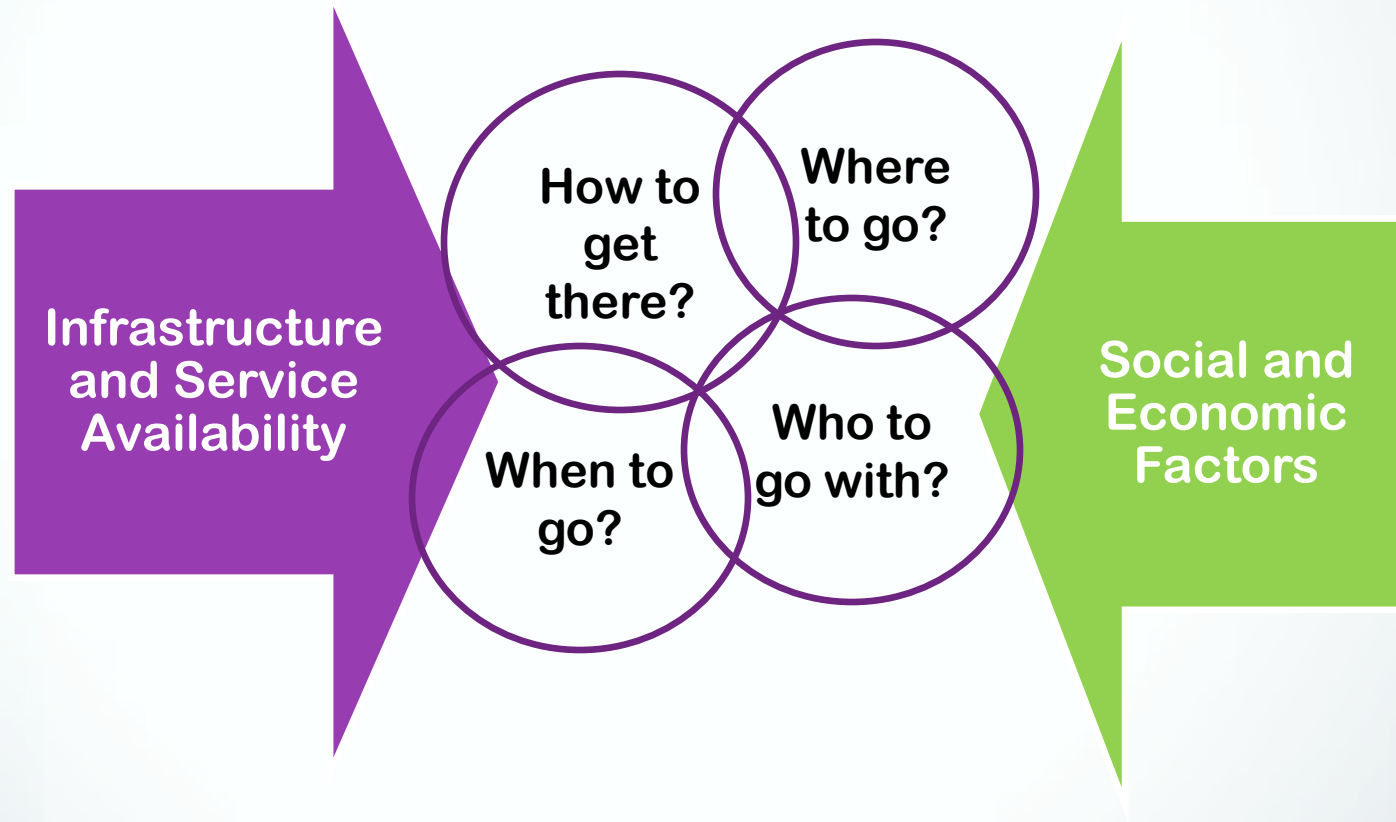 Infrastructure
and Service
Availability
How to
get
there?
Where
to go?
When to
go?
Who to
go with?
Social and
Economic
Factors